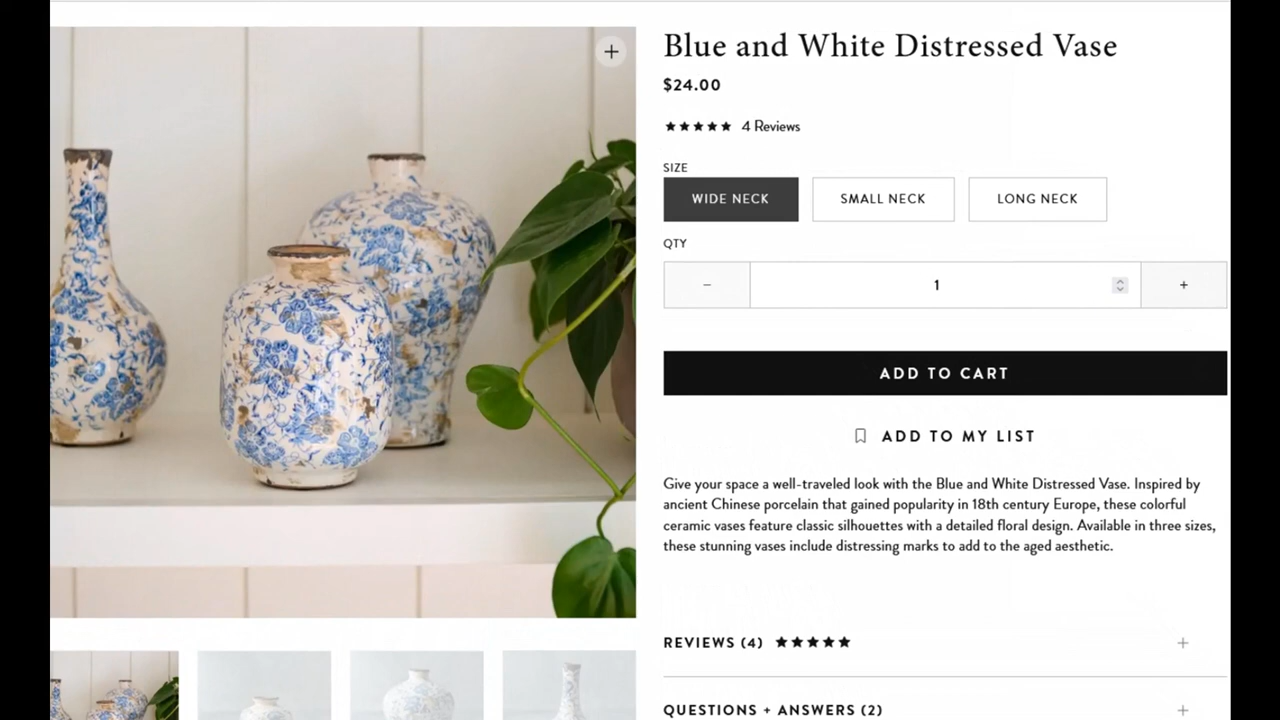 Blue and White Distressed Vase
$24.00
★★★★★ 4 Reviews
SIZE
WIDE NECK
SMALL NECK
LONG NECK
QTY
− 1 +
ADD TO CART
ADD TO MY LIST
Give your space a well-traveled look with the Blue and White Distressed Vase. Inspired by
ancient Chinese porcelain that gained popularity in 18th century Europe, these colorful
ceramic vases feature classic silhouettes with a detailed floral design. Available in three sizes,
these stunning vases include distressing marks to add to the aged aesthetic.
REVIEWS (4) ★★★★★ +
QUESTIONS + ANSWERS (2) +